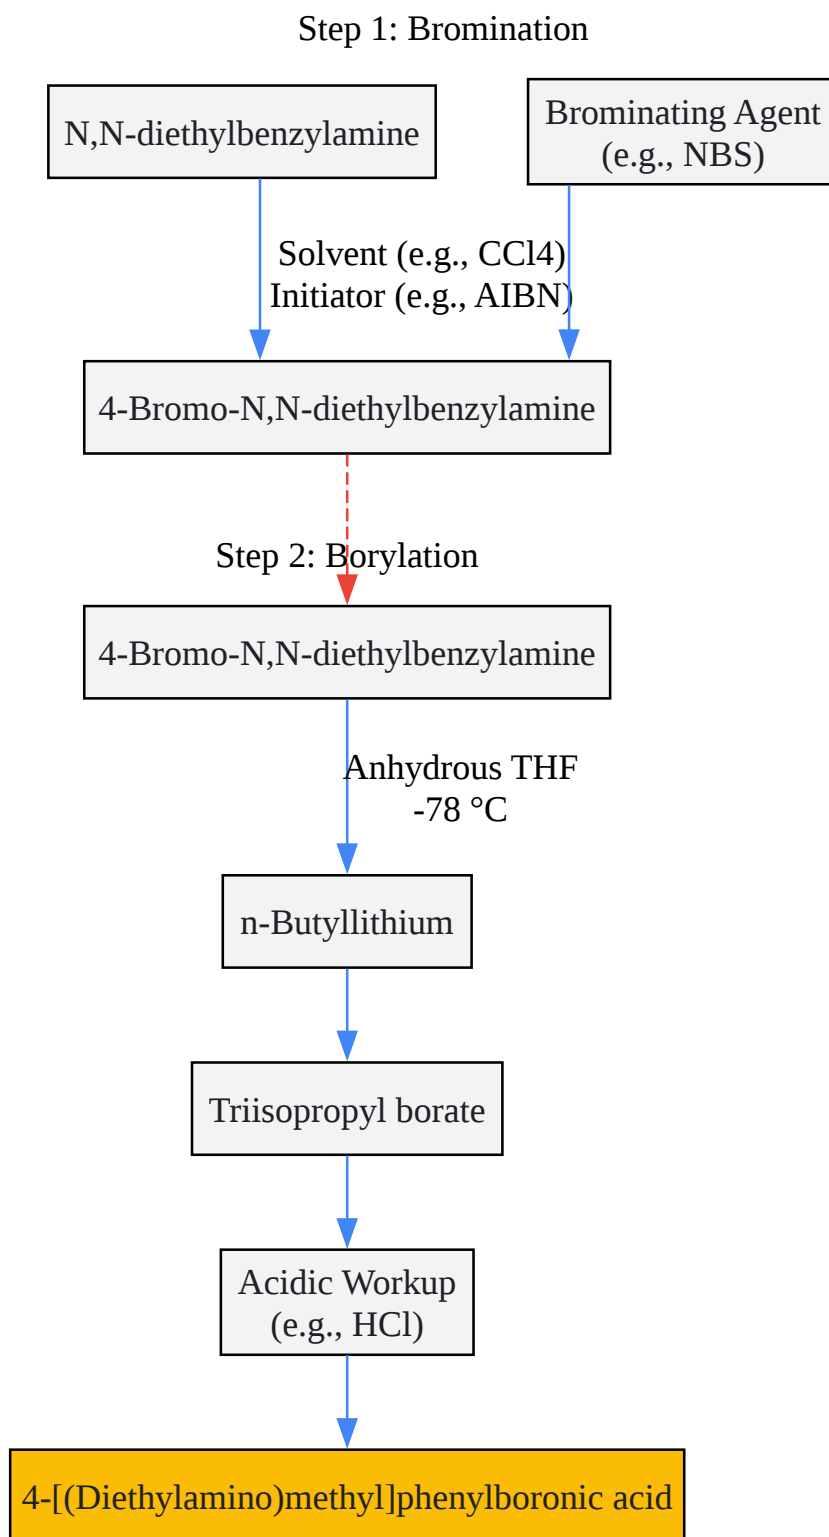 Step 1: Bromination
N,N-diethylbenzylamine
Brominating Agent
(e.g., NBS)
Solvent (e.g., CCl4)
Initiator (e.g., AIBN)
4-Bromo-N,N-diethylbenzylamine
Step 2: Borylation
4-Bromo-N,N-diethylbenzylamine
Anhydrous THF
-78 °C
n-Butyllithium
Triisopropyl borate
Acidic Workup
(e.g., HCl)
4-[(Diethylamino)methyl]phenylboronic acid